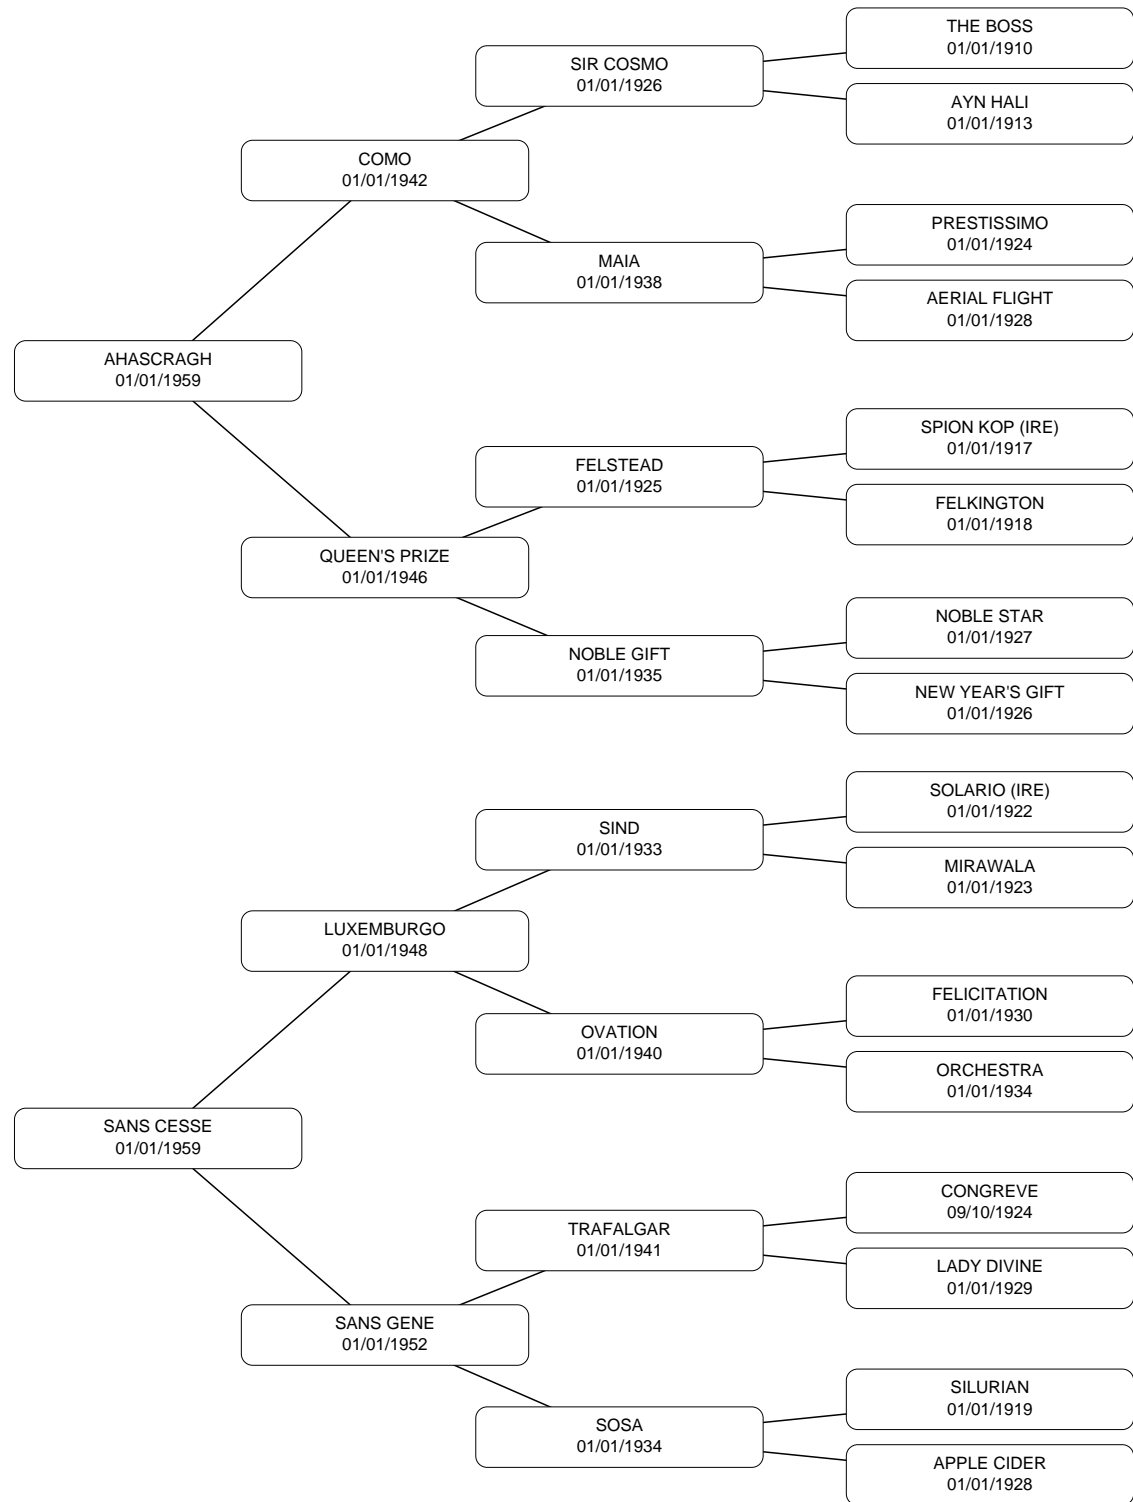 THE BOSS
01/01/1910
SIR COSMO
01/01/1926
AYN HALI
01/01/1913
COMO
01/01/1942
PRESTISSIMO
01/01/1924
MAIA
01/01/1938
AERIAL FLIGHT
01/01/1928
AHASCRAGH
01/01/1959
SPION KOP (IRE)
01/01/1917
FELSTEAD
01/01/1925
FELKINGTON
01/01/1918
QUEEN'S PRIZE
01/01/1946
NOBLE STAR
01/01/1927
NOBLE GIFT
01/01/1935
NEW YEAR'S GIFT
01/01/1926
SOLARIO (IRE)
01/01/1922
SIND
01/01/1933
MIRAWALA
01/01/1923
LUXEMBURGO
01/01/1948
FELICITATION
01/01/1930
OVATION
01/01/1940
ORCHESTRA
01/01/1934
SANS CESSE
01/01/1959
CONGREVE
09/10/1924
TRAFALGAR
01/01/1941
LADY DIVINE
01/01/1929
SANS GENE
01/01/1952
SILURIAN
01/01/1919
SOSA
01/01/1934
APPLE CIDER
01/01/1928